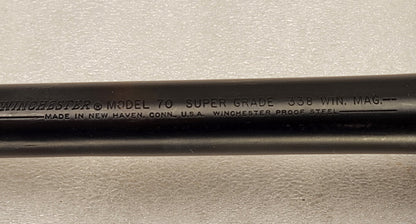 WINCHESTER® MODEL 70 SUPER GRADE 338 WIN. MAG.
MADE IN NEW HAVEN, CONN., U.S.A. WINCHESTER PROOF STEEL